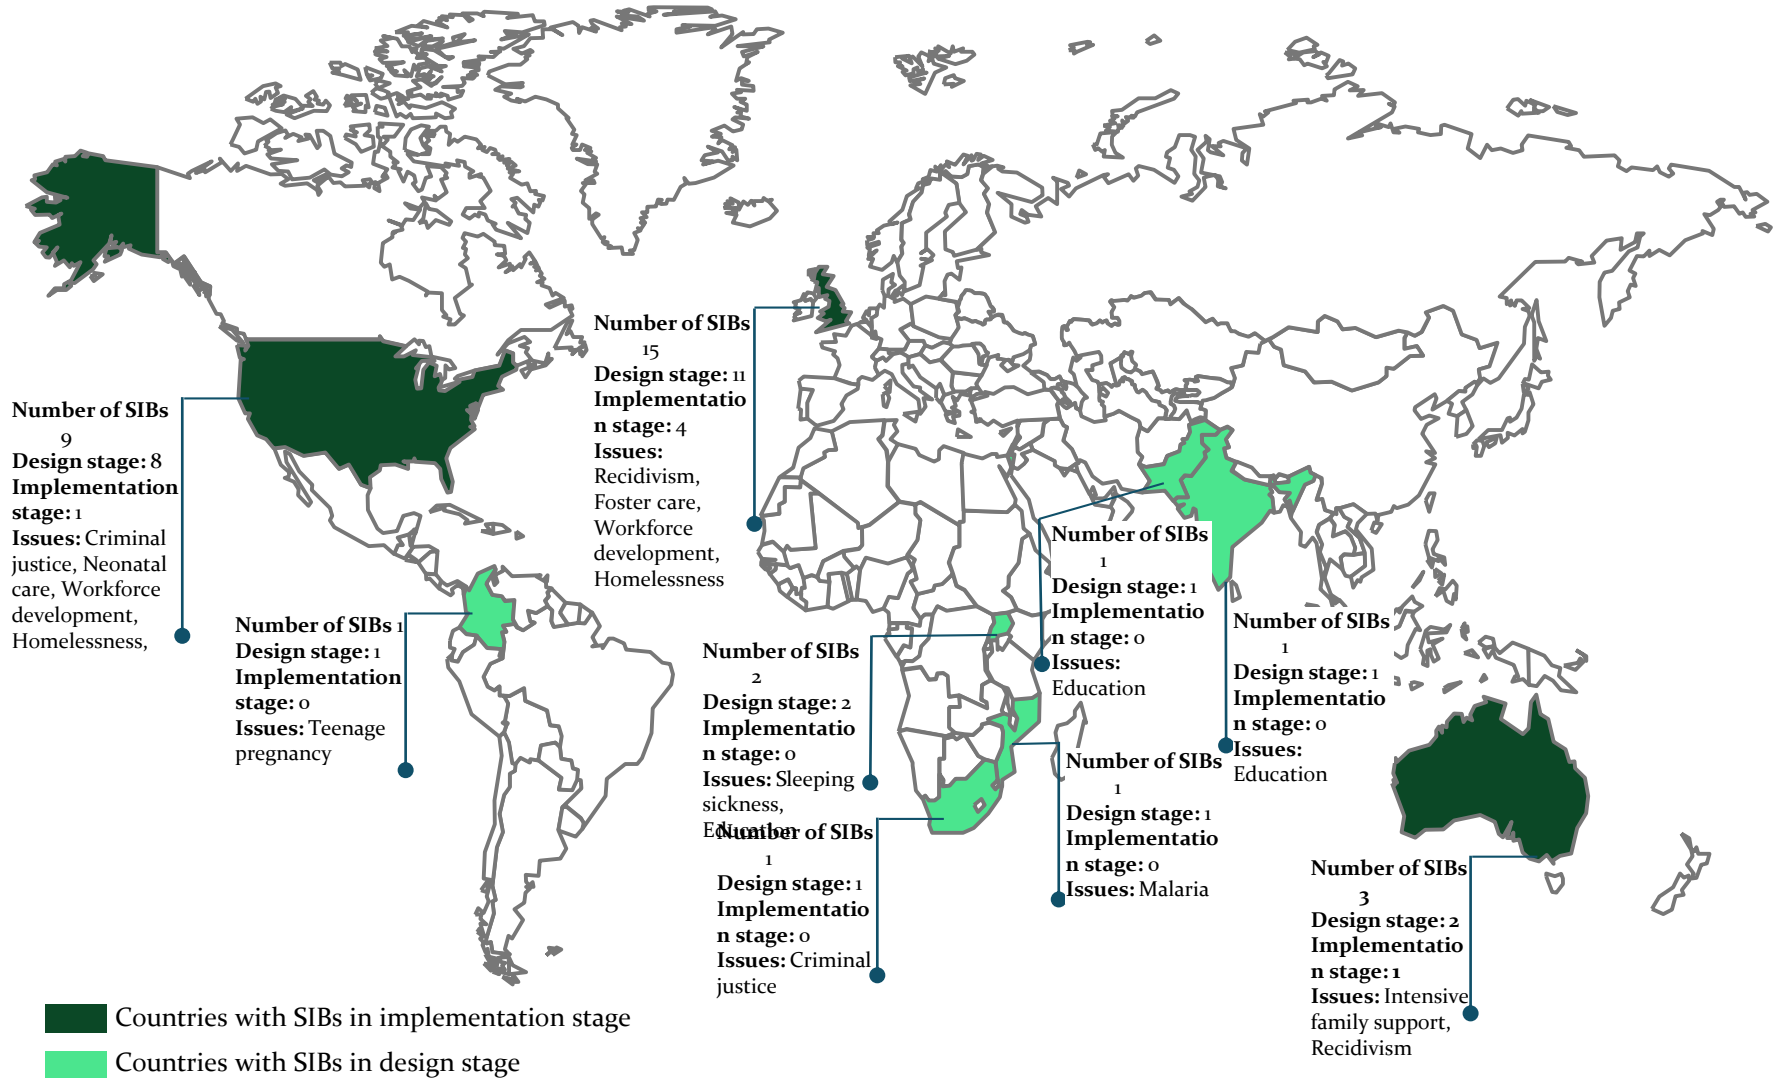 Number of SIBs
9
Design stage: 8
Implementation
stage: 1
Issues: Criminal
justice, Neonatal
care, Workforce
development,
Homelessness,
Number of SIBs 1
Design stage: 1
Implementation
stage: 0
Issues: Teenage
pregnancy
Number of SIBs
15
Design stage: 11
Implementatio
n stage: 4
Issues:
Recidivism,
Foster care,
Workforce
development,
Homelessness
Number of SIBs
2
Design stage: 2
Implementatio
n stage: 0
Issues: Sleeping
sickness,
Education
Number of SIBs
1
Design stage: 1
Implementatio
n stage: 0
Issues: Criminal
justice
Number of SIBs
1
Design stage: 1
Implementatio
n stage: 0
Issues:
Education
Number of SIBs
1
Design stage: 1
Implementatio
n stage: 0
Issues: Malaria
Number of SIBs
1
Design stage: 1
Implementatio
n stage: 0
Issues:
Education
Number of SIBs
3
Design stage: 2
Implementatio
n stage: 1
Issues: Intensive
family support,
Recidivism
Countries with SIBs in implementation stage
Countries with SIBs in design stage